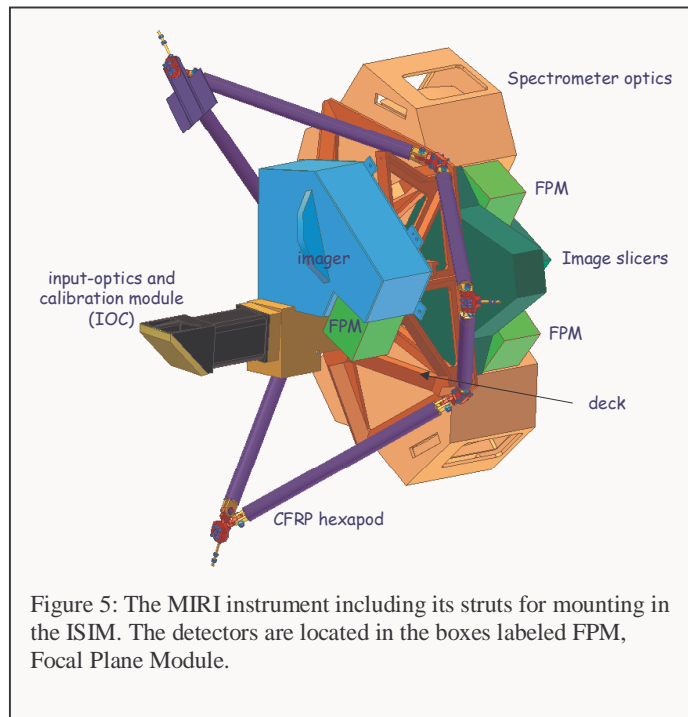 Spectrometer optics
FPM
imager
Image slicers
input-optics and
calibration module
(IOC)
FPM
FPM
deck
CFRP hexapod
Figure 5: The MIRI instrument including its struts for mounting in
the ISIM. The detectors are located in the boxes labeled FPM,
Focal Plane Module.